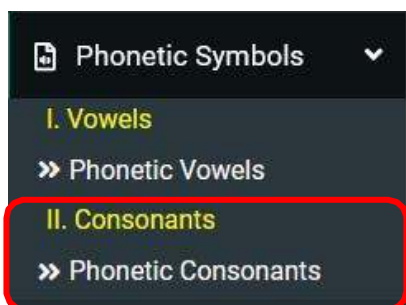 Phonetic Symbols
I. Vowels
» Phonetic Vowels
II. Consonants
» Phonetic Consonants